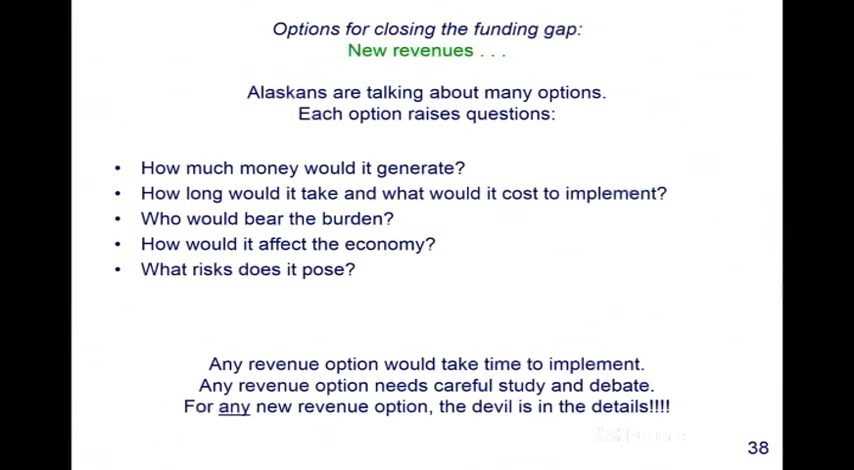 Options for closing the funding gap:
New revenues . . .
Alaskans are talking about many options.
Each option raises questions:
• How much money would it generate?
• How long would it take and what would it cost to implement?
• Who would bear the burden?
• How would it affect the economy?
• What risks does it pose?
Any revenue option would take time to implement.
Any revenue option needs careful study and debate.
For any new revenue option, the devil is in the details!!!!
38